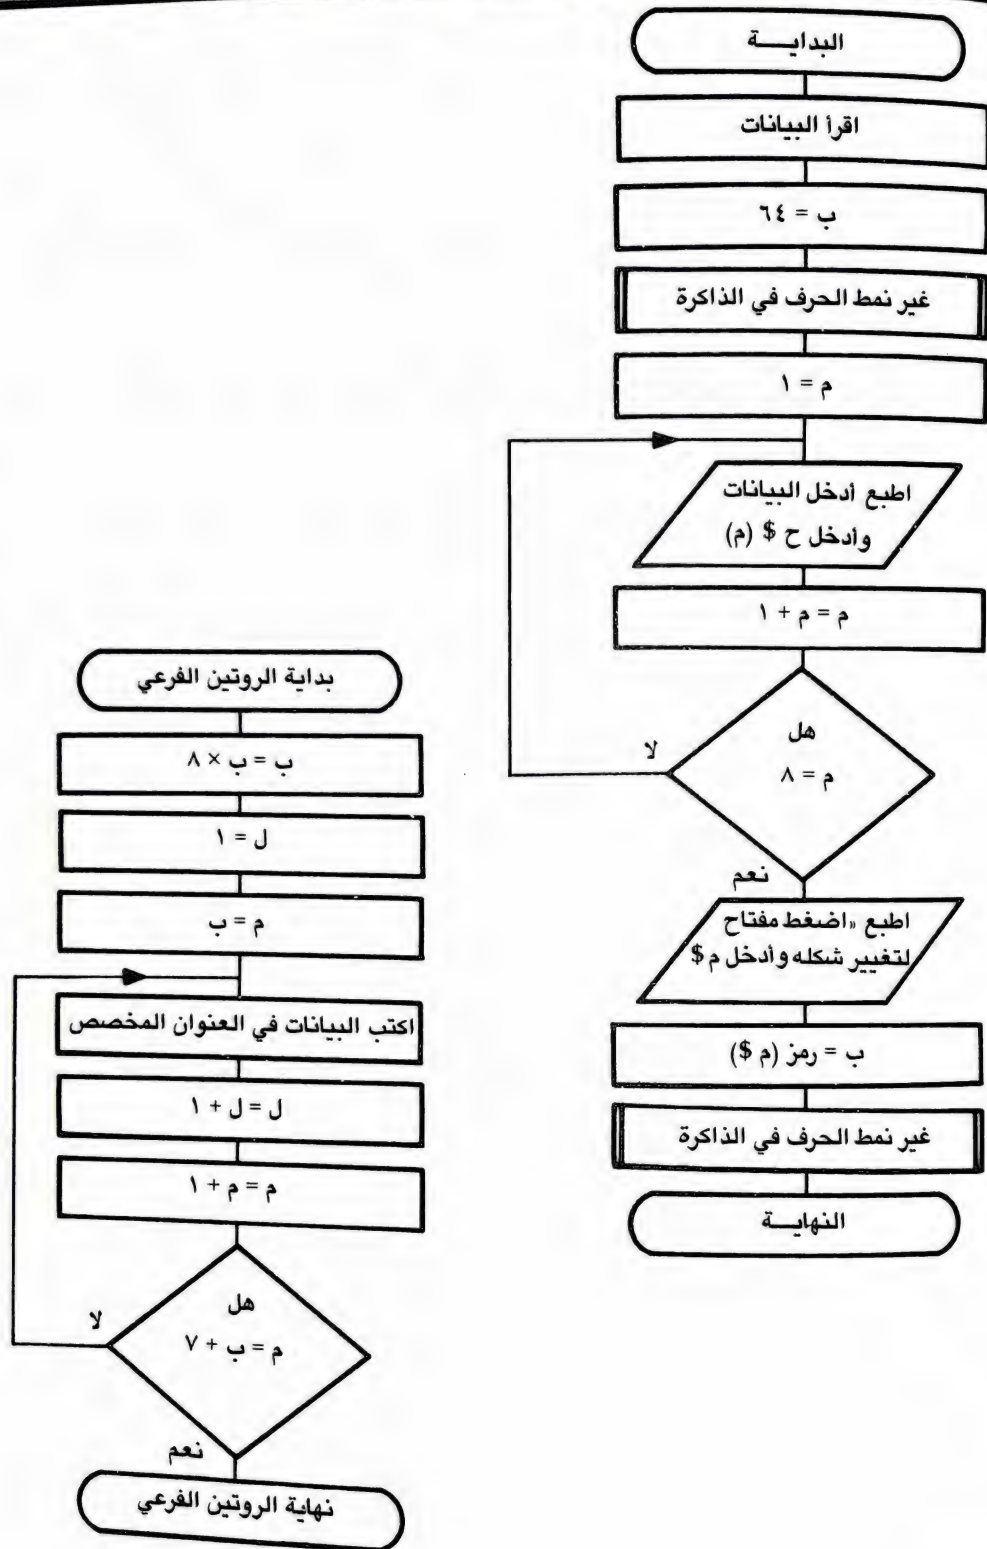 البدايـــة
اقرأ البيانات
ب = ٦٤
غير نمط الحرف في الذاكرة
م = ١
اطبع أدخل البيانات
وأدخل ح $ (م)
م = م + ١
هل
م = ٨
لا
نعم
اطبع «اضغط مفتاح
لتغيير شكله وأدخل م $
ب = رمز (م $)
غير نمط الحرف في الذاكرة
النهايـــة
بداية الروتين الفرعي
ب = ب × ٨
ل = ١
م = ب
اكتب البيانات في العنوان المخصص
ل = ل + ١
م = م + ١
هل
م = ب + ٧
لا
نعم
نهاية الروتين الفرعي